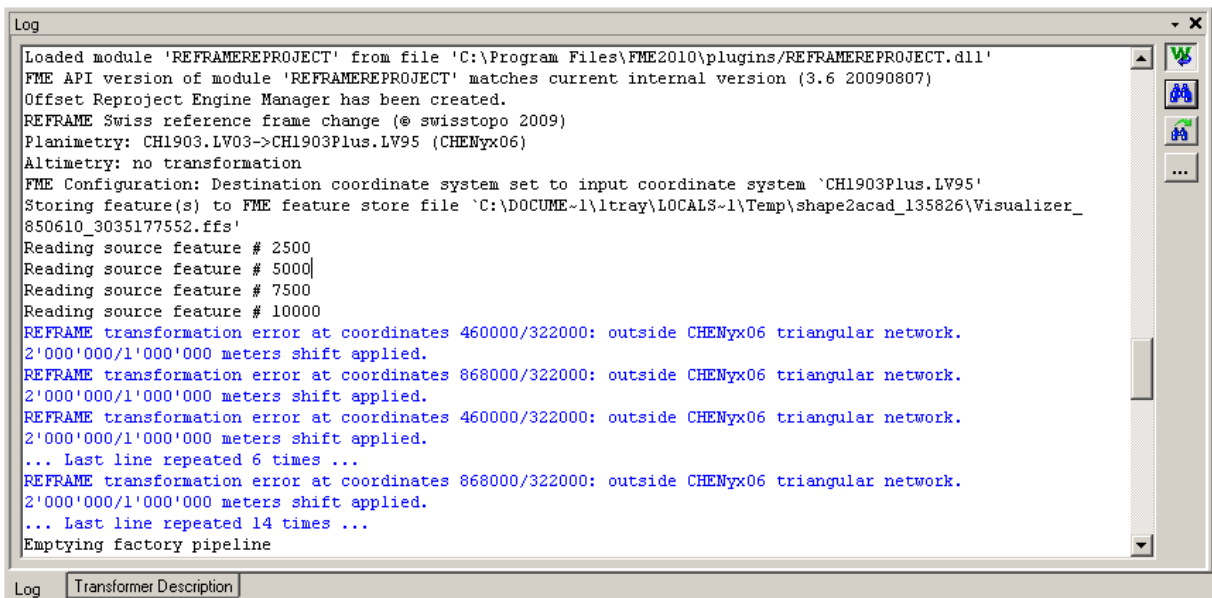 Log
Loaded module 'REFRAMEREPROJECT' from file 'C:\Program Files\FME2010\plugins/REFRAMEREPROJECT.dll'
FME API version of module 'REFRAMEREPROJECT' matches current internal version (3.6 20090807)
Offset Reproject Engine Manager has been created.
REFRAME Swiss reference frame change (© swisstopo 2009)
Planimetry: CH1903.LV03->CH1903Plus.LV95 (CHENyx06)
Altimetry: no transformation
FME Configuration: Destination coordinate system set to input coordinate system `CH1903Plus.LV95'
Storing feature(s) to FME feature store file `C:\DOCUME~1\ltray\LOCALS~1\Temp\shape2acad_135826\Visualizer_
850610_3035177552.ffs'
Reading source feature # 2500
Reading source feature # 5000
Reading source feature # 7500
Reading source feature # 10000
REFRAME transformation error at coordinates 460000/322000: outside CHENyx06 triangular network.
2'000'000/1'000'000 meters shift applied.
REFRAME transformation error at coordinates 868000/322000: outside CHENyx06 triangular network.
2'000'000/1'000'000 meters shift applied.
REFRAME transformation error at coordinates 460000/322000: outside CHENyx06 triangular network.
2'000'000/1'000'000 meters shift applied.
... Last line repeated 6 times ...
REFRAME transformation error at coordinates 868000/322000: outside CHENyx06 triangular network.
2'000'000/1'000'000 meters shift applied.
... Last line repeated 14 times ...
Emptying factory pipeline
...
Log Transformer Description